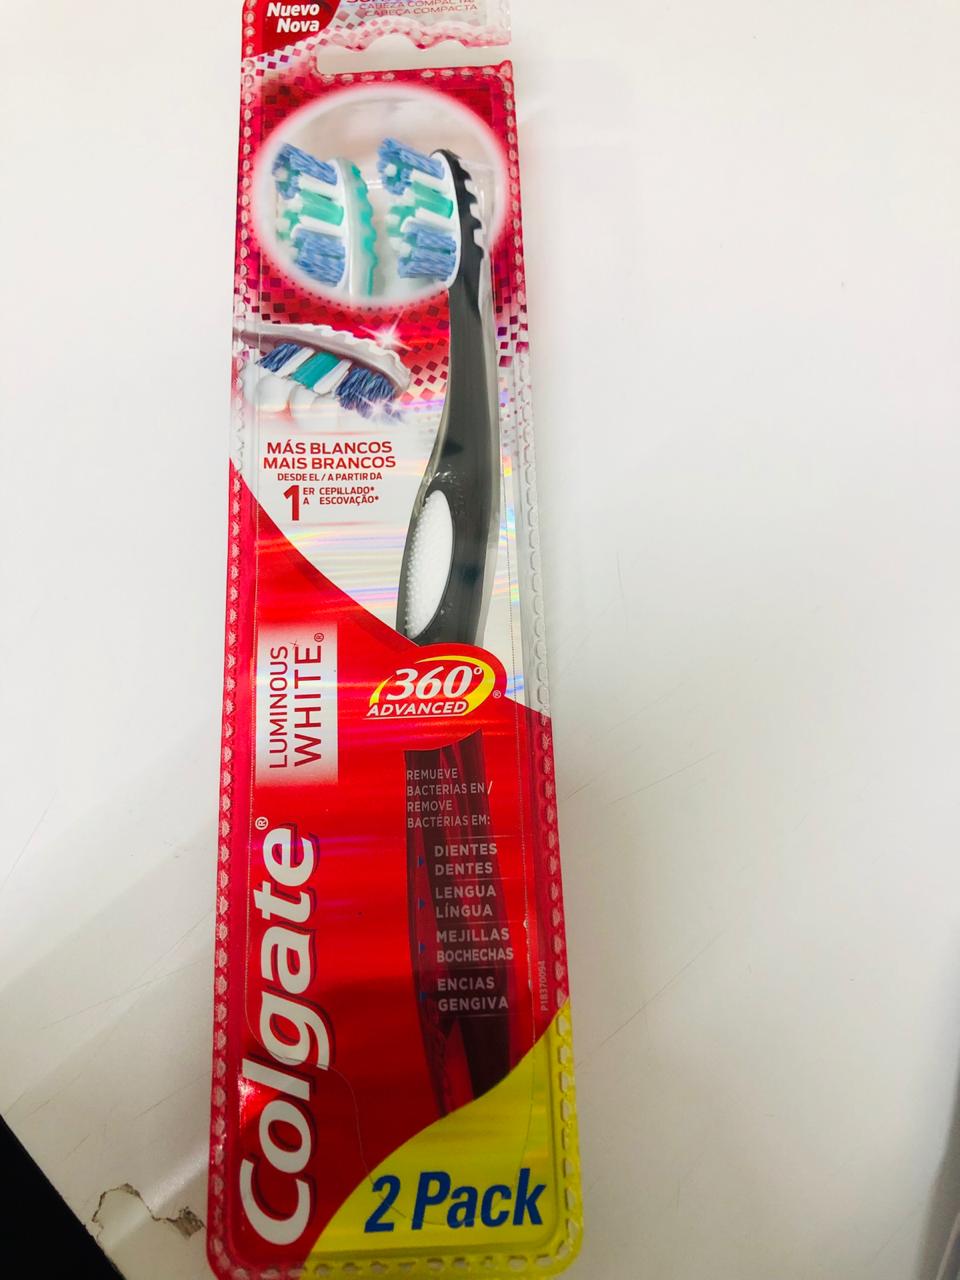 Nuevo
Nova
CABEZA COMPACTA/
CABEÇA COMPACTA
MÁS BLANCOS
MAIS BRANCOS
DESDE EL / A PARTIR DA
1 ER CEPILLADO*
A ESCOVAÇÃO*
LUMINOUS
WHITE®
360°®
ADVANCED
REMUEVE
BACTERIAS EN /
REMOVE
BACTÉRIAS EM:
DIENTES
DENTES
LENGUA
LÍNGUA
MEJILLAS
BOCHECHAS
ENCIAS
GENGIVA
P18370094
Colgate®
2 Pack